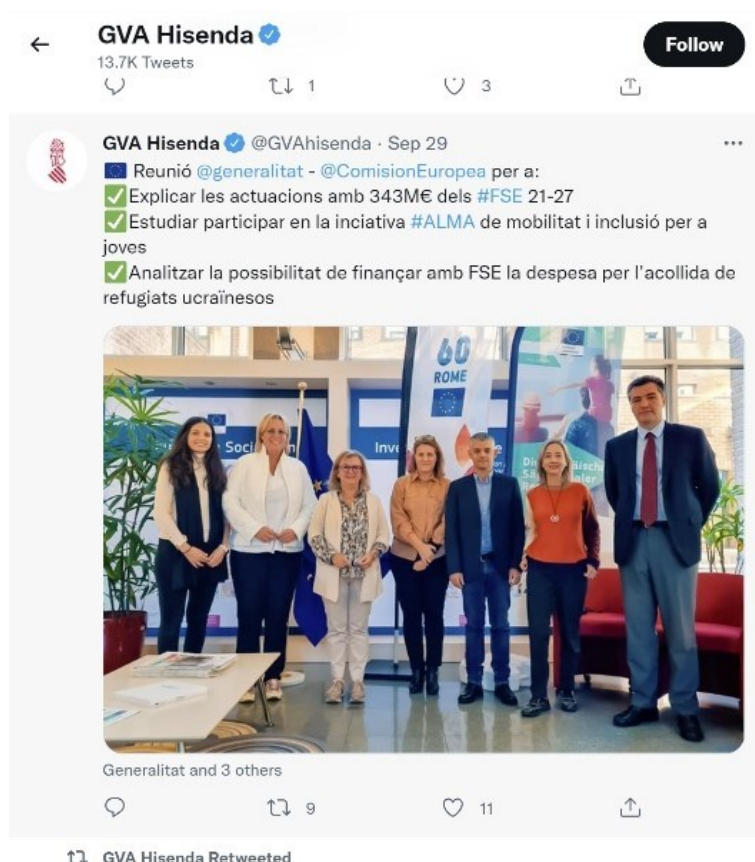 GVA Hisenda
13.7K Tweets
Follow
1
3
GVA Hisenda @GVAhisenda · Sep 29
Reunió @generalitat - @ComisionEuropea per a:
✅Explicar les actuacions amb 343M€ dels #FSE 21-27
✅Estudiar participar en la inciativa #ALMA de mobilitat i inclusió per a
joves
✅Analitzar la possibilitat de finançar amb FSE la despesa per l'acollida de
refugiats ucraïnesos
60
ROME
Soci
Inve
Generalitat and 3 others
9
11
GVA Hisenda Retweeted